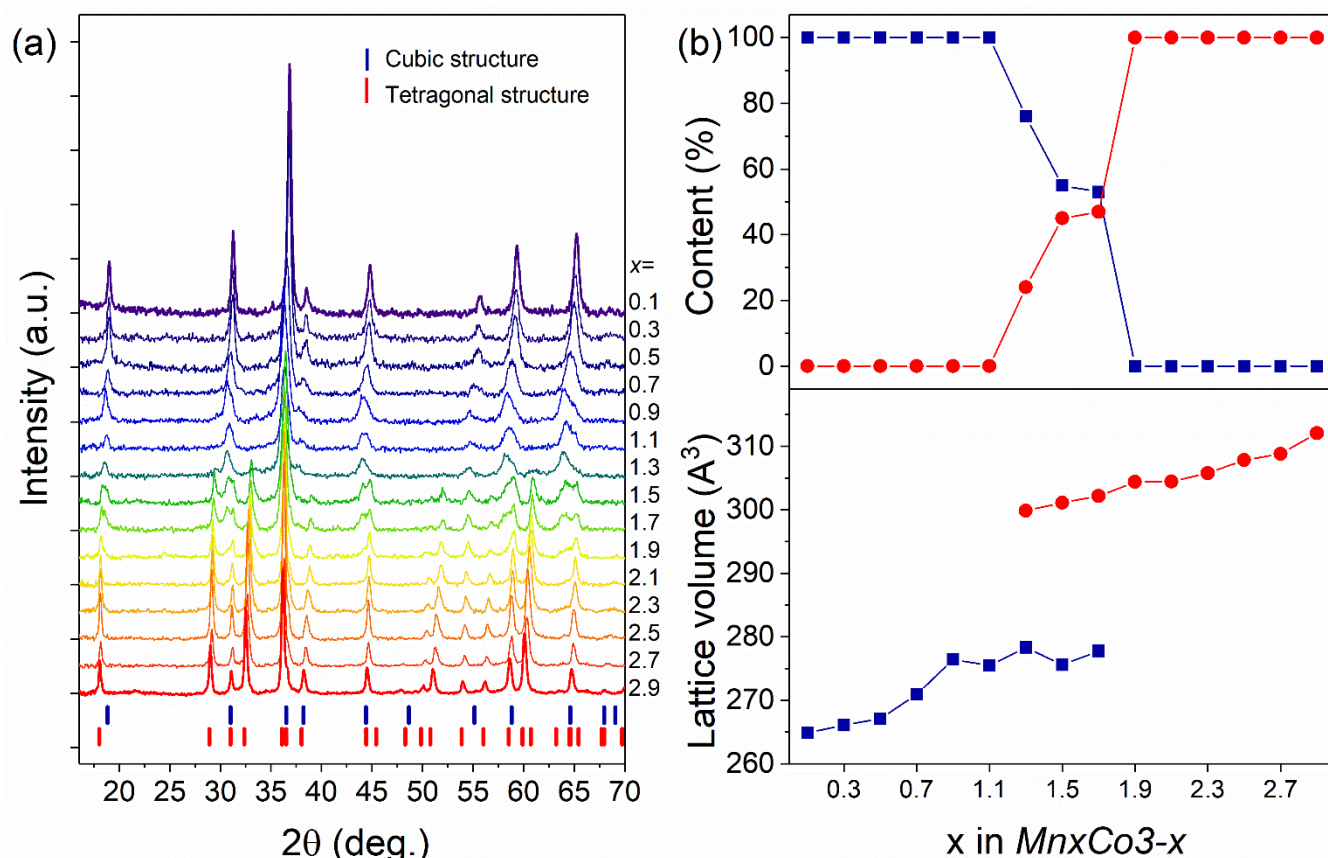 (a)
Cubic structure
Tetragonal structure
x=
0.1
0.3
0.5
0.7
0.9
1.1
1.3
1.5
1.7
1.9
2.1
2.3
2.5
2.7
2.9
Intensity (a.u.)
20 25 30 35 40 45 50 55 60 65 70
2θ (deg.)
(b)
100
80
60
40
20
0
Content (%)
310
300
290
280
270
260
Lattice volume (A³)
0.3 0.7 1.1 1.5 1.9 2.3 2.7
x in MnxCo3-x